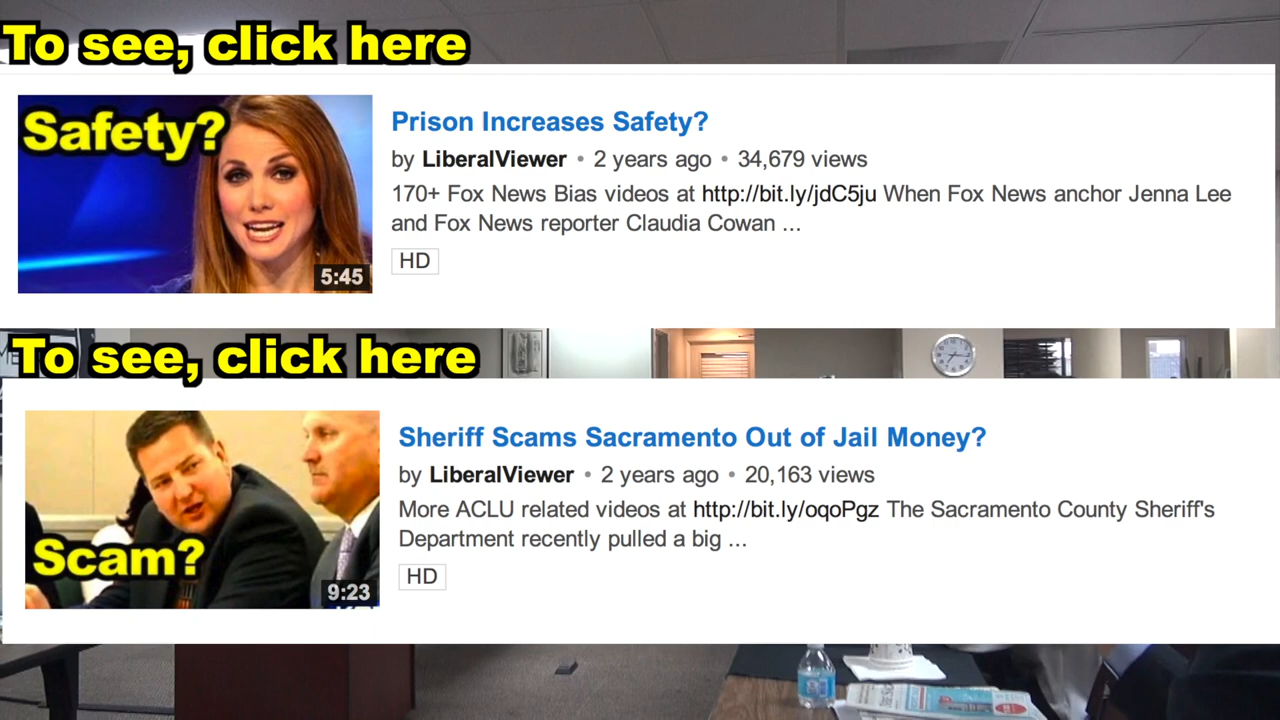 To see, click here
Safety?
5:45
Prison Increases Safety?
by LiberalViewer • 2 years ago • 34,679 views
170+ Fox News Bias videos at http://bit.ly/jdC5ju When Fox News anchor Jenna Lee
and Fox News reporter Claudia Cowan ...
HD
To see, click here
Scam?
9:23
Sheriff Scams Sacramento Out of Jail Money?
by LiberalViewer • 2 years ago • 20,163 views
More ACLU related videos at http://bit.ly/oqoPgz The Sacramento County Sheriff's
Department recently pulled a big ...
HD